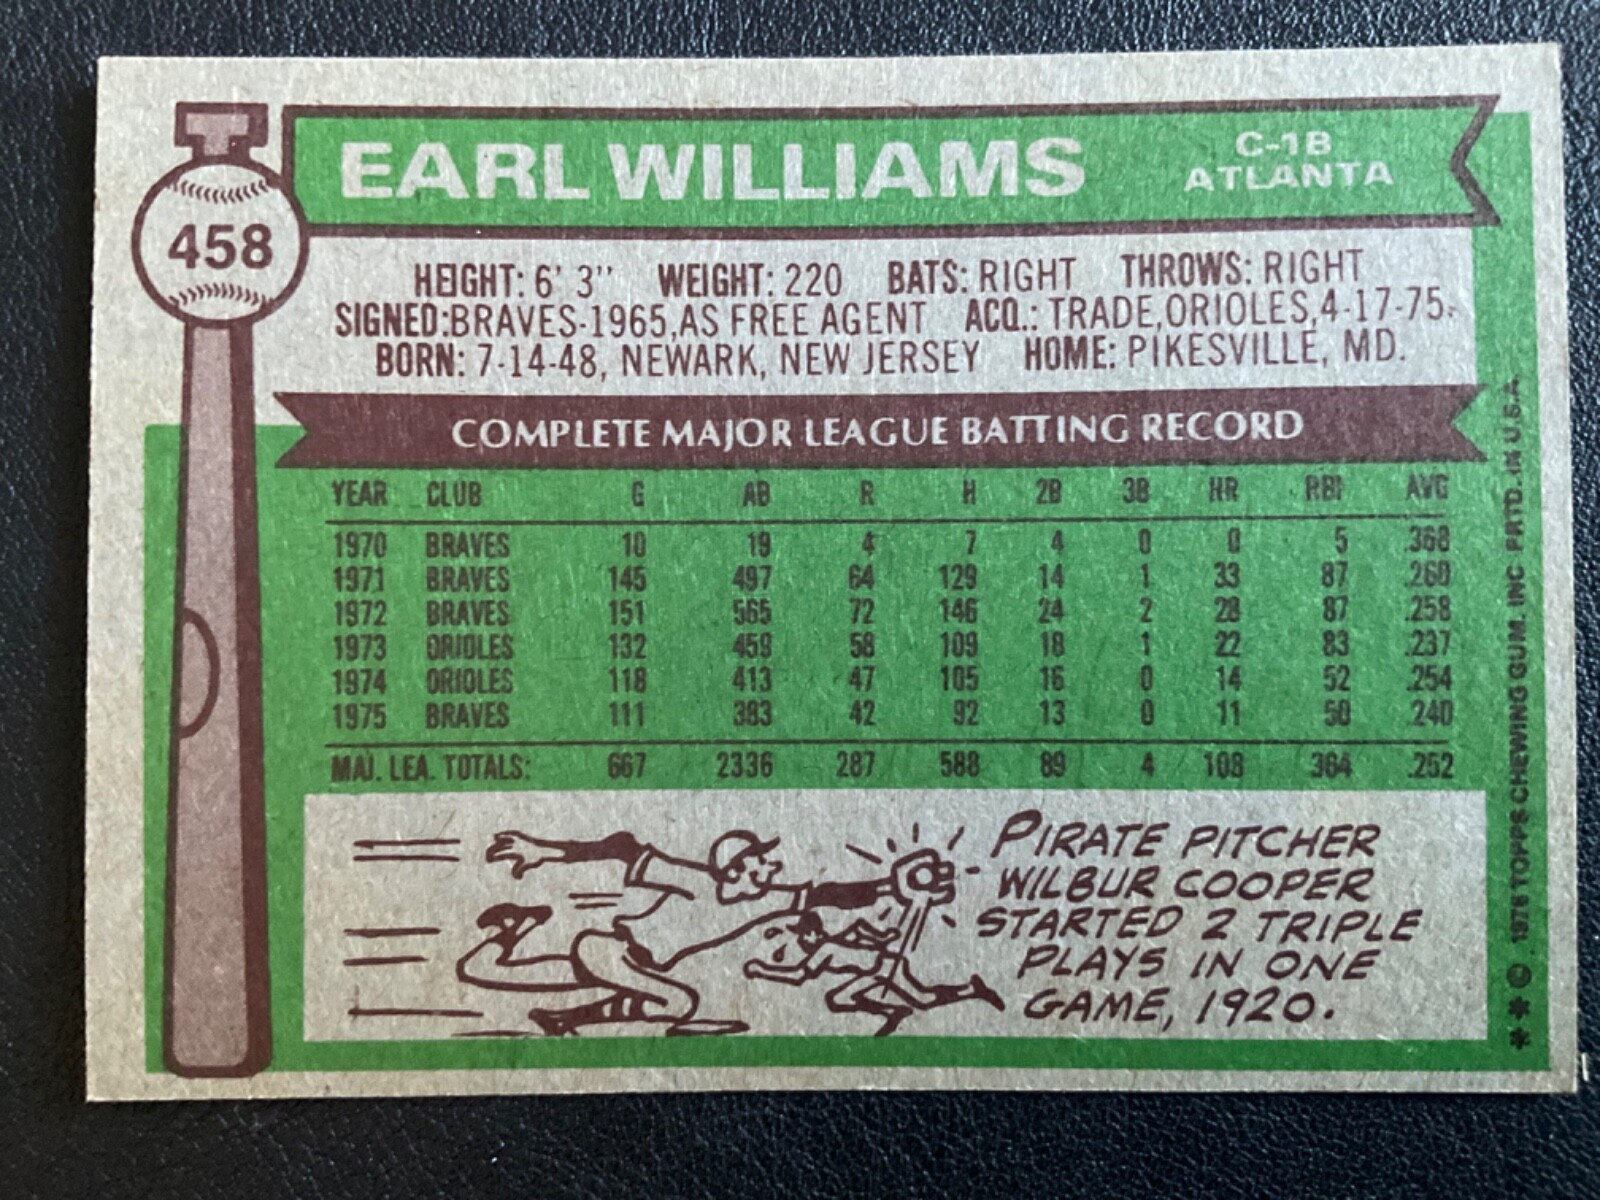 458
EARL WILLIAMS
C-1B
ATLANTA
HEIGHT: 6' 3" WEIGHT: 220 BATS: RIGHT THROWS: RIGHT
SIGNED:BRAVES-1965,AS FREE AGENT ACQ.: TRADE,ORIOLES,4-17-75.
BORN: 7-14-48, NEWARK, NEW JERSEY HOME: PIKESVILLE, MD.
COMPLETE MAJOR LEAGUE BATTING RECORD
YEAR CLUB G AB R H 2B 3B HR RBI AVG
1970 BRAVES 10 19 4 7 4 0 0 5 .368
1971 BRAVES 145 497 64 129 14 1 33 87 .260
1972 BRAVES 151 565 72 146 24 2 28 87 .258
1973 ORIOLES 132 459 58 109 18 1 22 83 .237
1974 ORIOLES 118 413 47 105 16 0 14 52 .254
1975 BRAVES 111 383 42 92 13 0 11 50 .240
MAJ. LEA. TOTALS: 667 2336 287 588 89 4 108 364 .252
PIRATE PITCHER
WILBUR COOPER
STARTED 2 TRIPLE
PLAYS IN ONE
GAME, 1920.
** © 1976 TOPPS CHEWING GUM. INC PRTD. IN U.S.A.